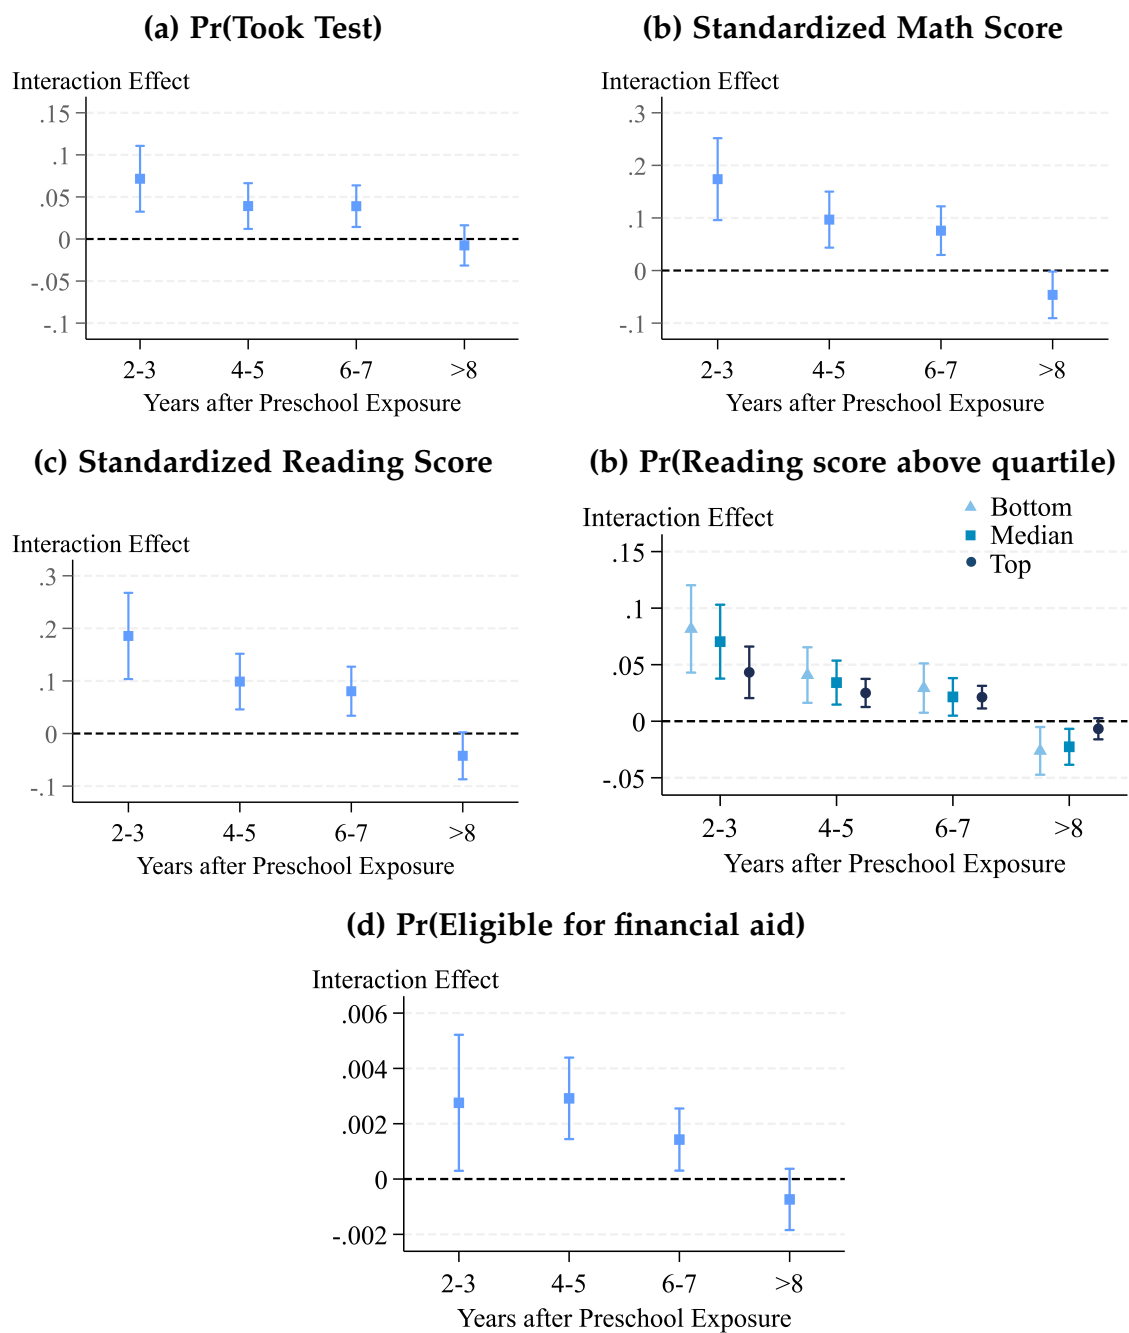 (a) Pr(Took Test)
Interaction Effect
.15
.1
.05
0
-.05
-.1
2-3 4-5 6-7 >8
Years after Preschool Exposure
(b) Standardized Math Score
Interaction Effect
.3
.2
.1
0
-.1
2-3 4-5 6-7 >8
Years after Preschool Exposure
(c) Standardized Reading Score
Interaction Effect
.3
.2
.1
0
-.1
2-3 4-5 6-7 >8
Years after Preschool Exposure
(b) Pr(Reading score above quartile)
Bottom
Median
Top
Interaction Effect
.15
.1
.05
0
-.05
2-3 4-5 6-7 >8
Years after Preschool Exposure
(d) Pr(Eligible for financial aid)
Interaction Effect
.006
.004
.002
0
-.002
2-3 4-5 6-7 >8
Years after Preschool Exposure